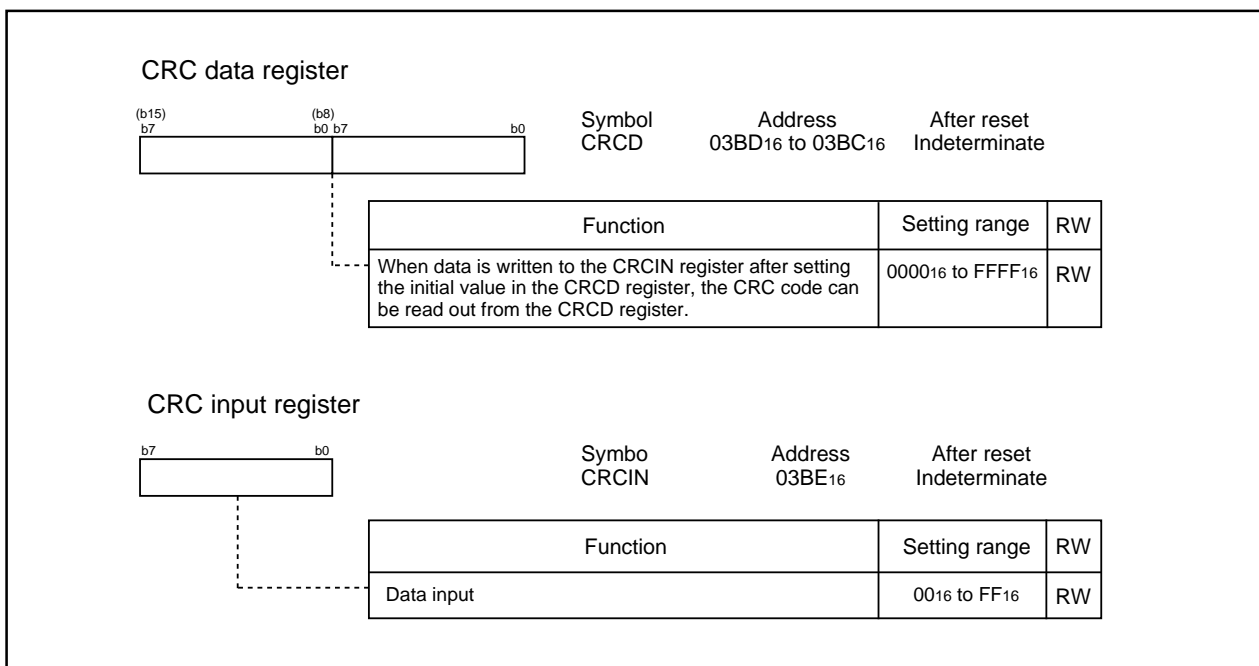 CRC data register
(b15) (b8)
b7 b0 b7 b0
Symbol Address After reset
CRCD 03BD16 to 03BC16 Indeterminate
Function Setting range RW
When data is written to the CRCIN register after setting
the initial value in the CRCD register, the CRC code can
be read out from the CRCD register.
000016 to FFFF16 RW
CRC input register
b7 b0
Symbo Address After reset
CRCIN 03BE16 Indeterminate
Function Setting range RW
Data input 0016 to FF16 RW